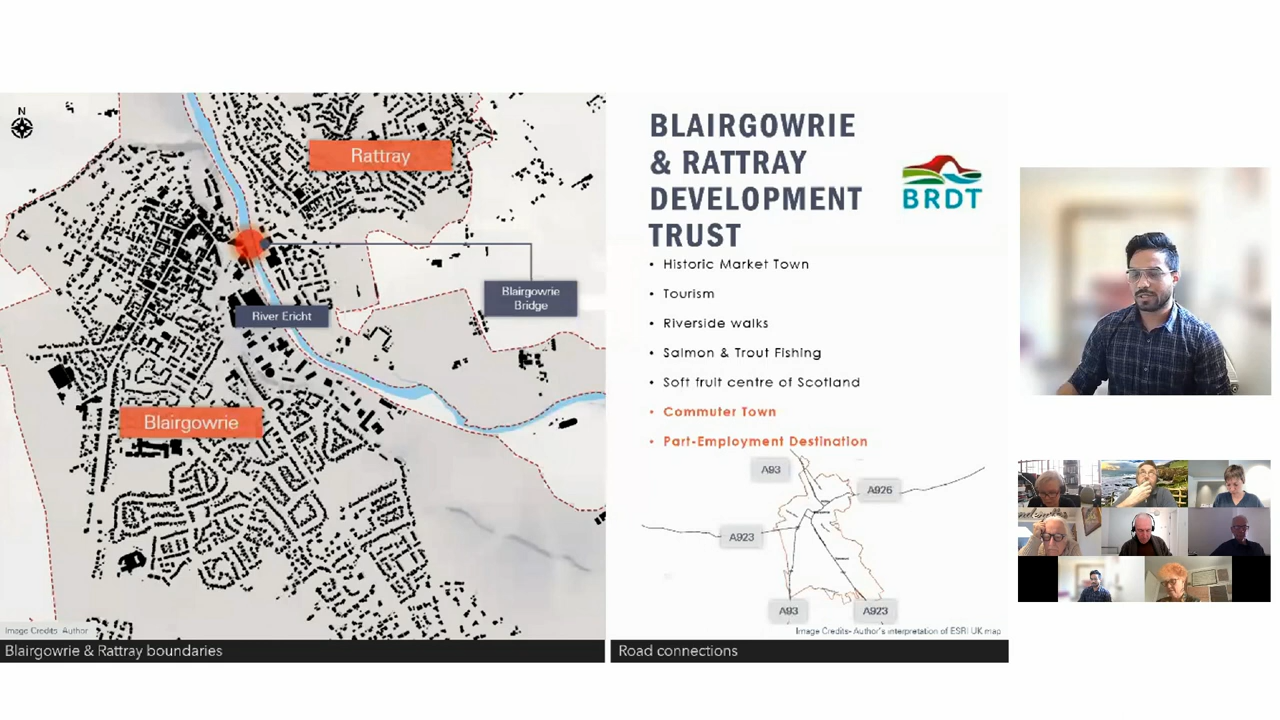 N
Rattray
Blairgowrie
Bridge
River Ericht
Blairgowrie
Image Credits- Author
Blairgowrie & Rattray boundaries
BLAIRGOWRIE
& RATTRAY
DEVELOPMENT
TRUST
BRDT
• Historic Market Town
• Tourism
• Riverside walks
• Salmon & Trout Fishing
• Soft fruit centre of Scotland
• Commuter Town
• Part-Employment Destination
A93
A926
A923
A93
A923
Image Credits- Author's interpretation of ESRI UK map
Road connections